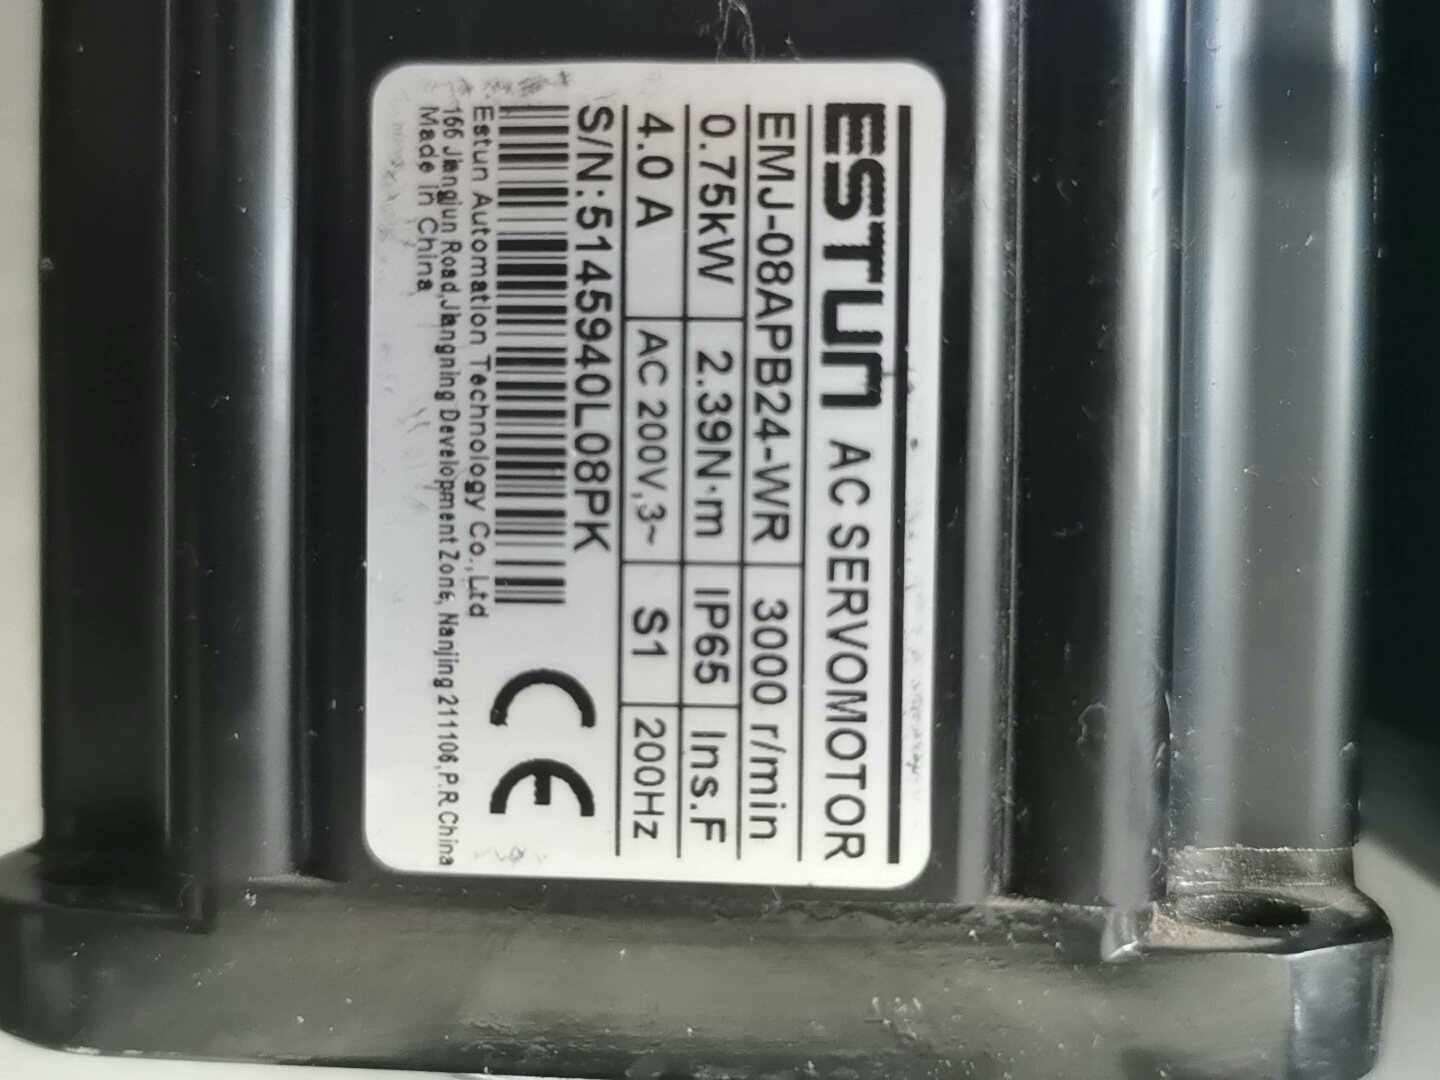 ESTUN AC SERVOMOTOR
EMJ-08APB24-WR 3000 r/min
0.75kW 2.39N·m IP65 Ins.F
4.0 A AC 200V,3~ S1 200Hz
S/N:5145940L08PK
CE
Estun Automation Technology Co.,Ltd
166 Jiangjun Road,Jiangning Development Zone, Nanjing 211106,P.R.China
Made in China